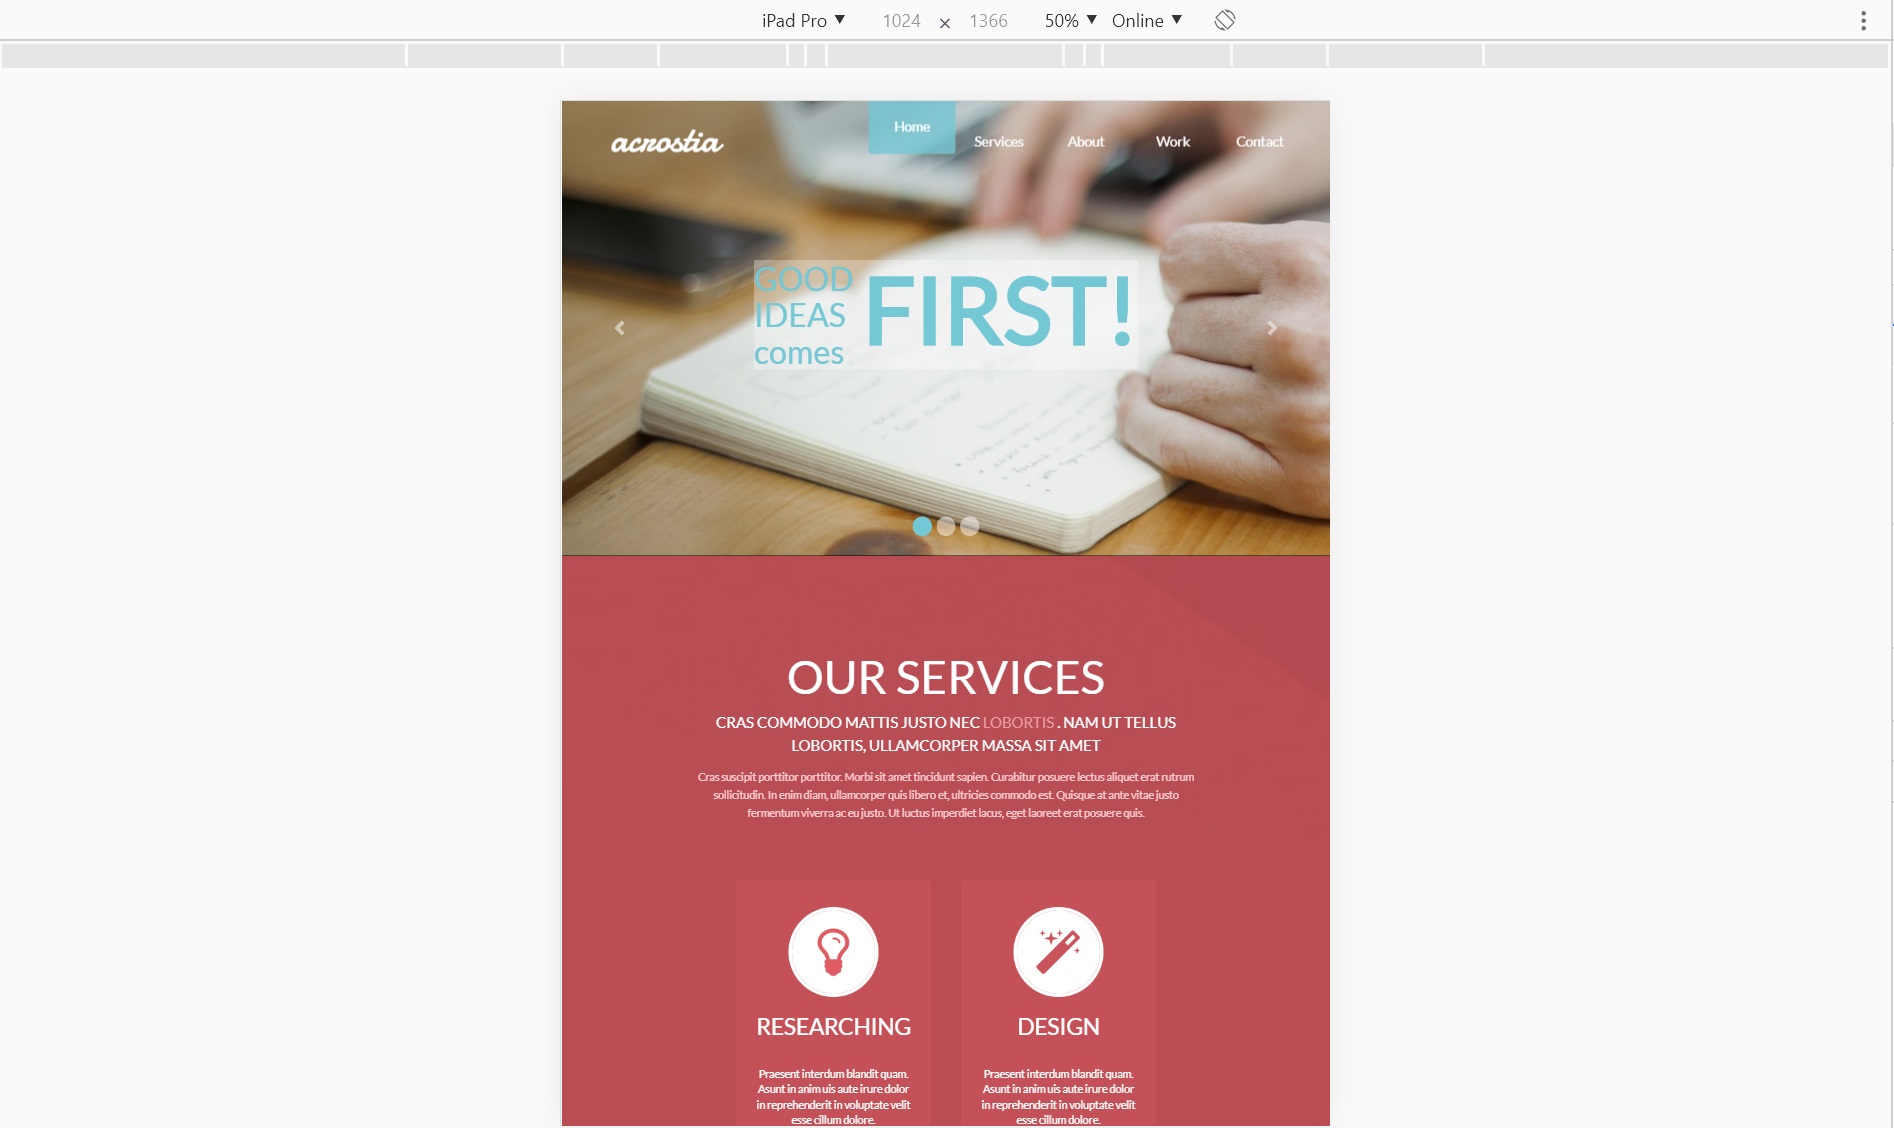 iPad Pro ▼ 1024 × 1366 50% ▼ Online ▼
acrostia
Home Services About Work Contact
GOOD
IDEAS
comes
FIRST!
OUR SERVICES
CRAS COMMODO MATTIS JUSTO NEC LOBORTIS . NAM UT TELLUS
LOBORTIS, ULLAMCORPER MASSA SIT AMET
Cras suscipit porttitor porttitor. Morbi sit amet tincidunt sapien. Curabitur posuere lectus aliquet erat rutrum
sollicitudin. In enim diam, ullamcorper quis libero et, ultricies commodo est. Quisque at ante vitae justo
fermentum viverra ac eu justo. Ut luctus imperdiet lacus, eget laoreet erat posuere quis.
RESEARCHING
Praesent interdum blandit quam.
Asunt in anim uis aute irure dolor
in reprehenderit in voluptate velit
esse cillum dolore.
DESIGN
Praesent interdum blandit quam.
Asunt in anim uis aute irure dolor
in reprehenderit in voluptate velit
esse cillum dolore.